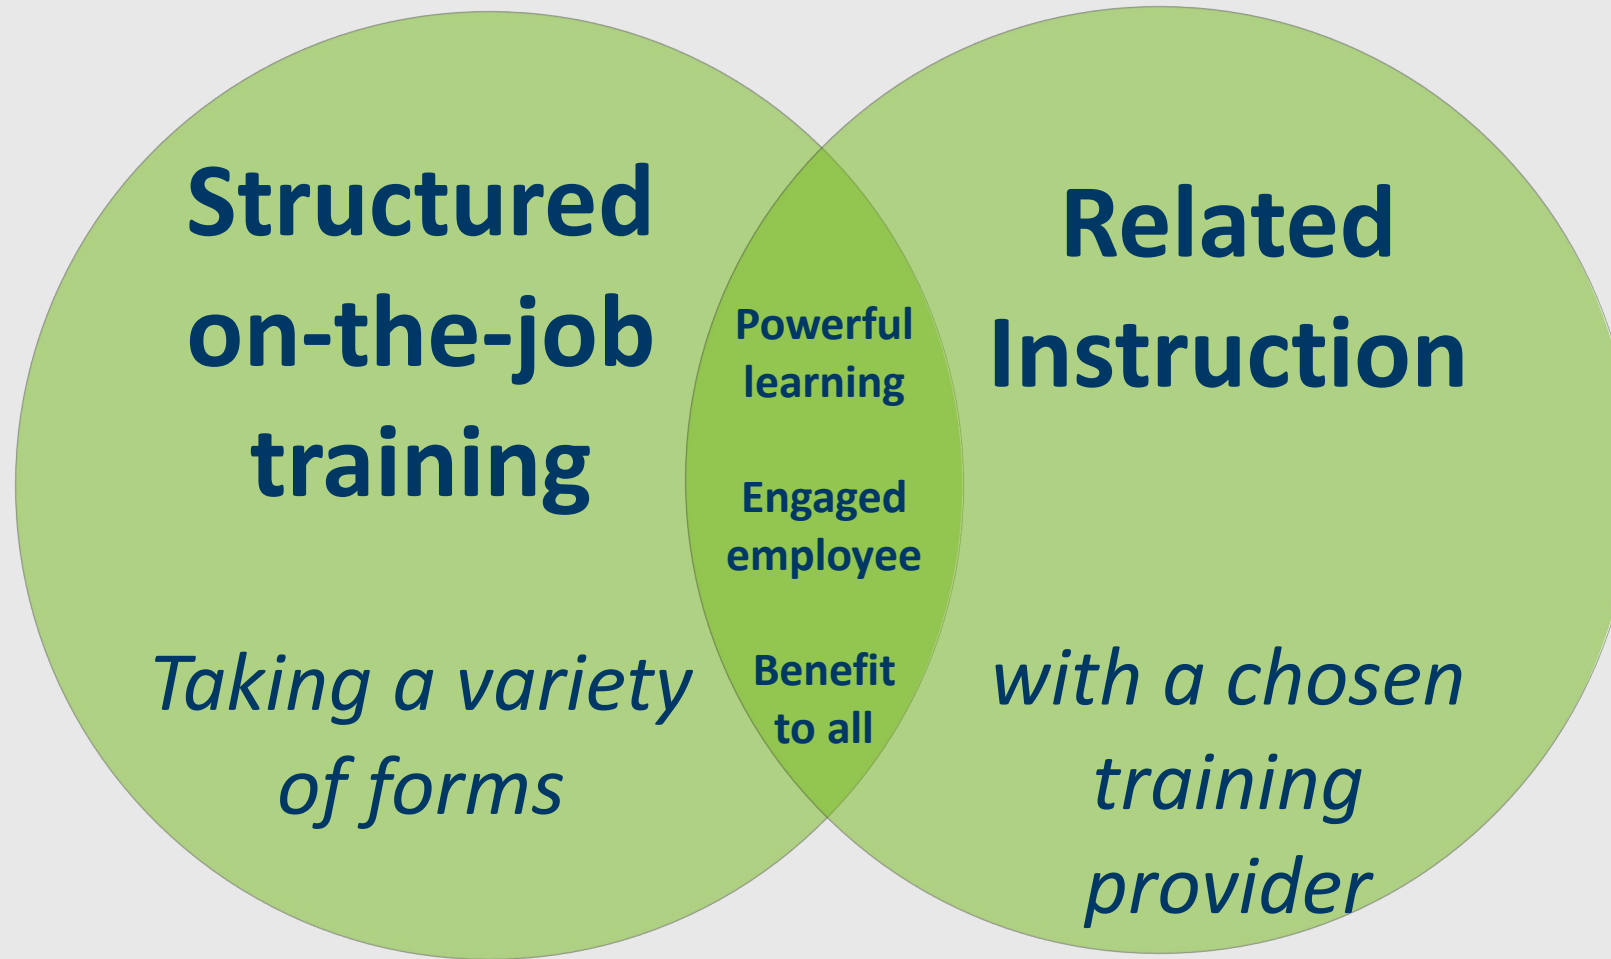 Structured
on-the-job
training
Taking a variety
of forms
Powerful
learning
Engaged
employee
Benefit
to all
Related
Instruction
with a chosen
training
provider